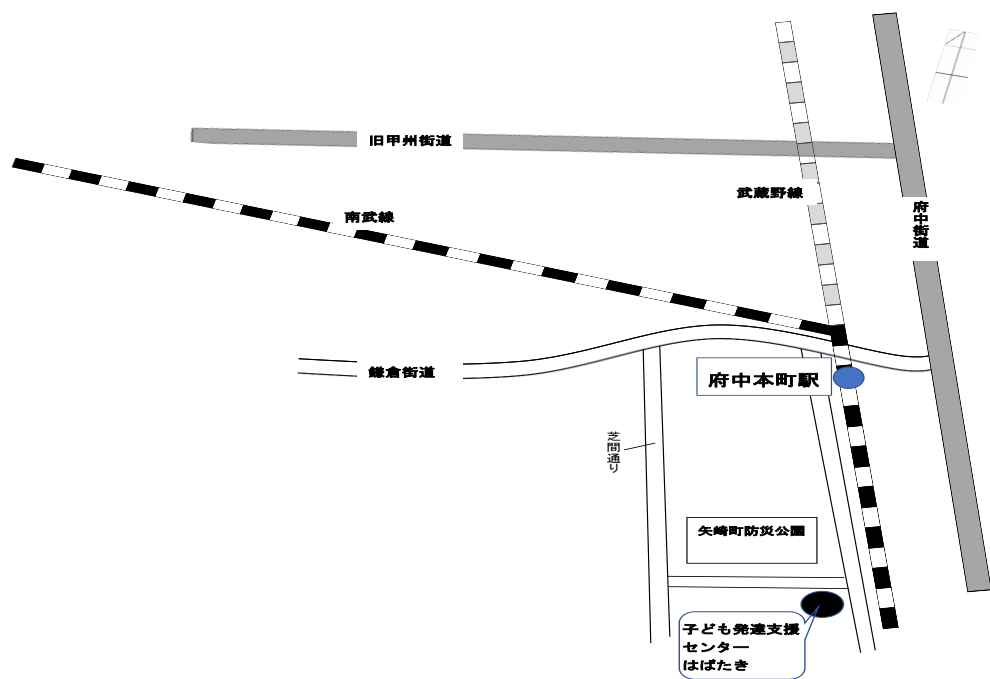 旧甲州街道
武蔵野線
府中街道
南武線
鎌倉街道
府中本町駅
芝間通り
矢崎町防災公園
子ども発達支援
センター
はばたき